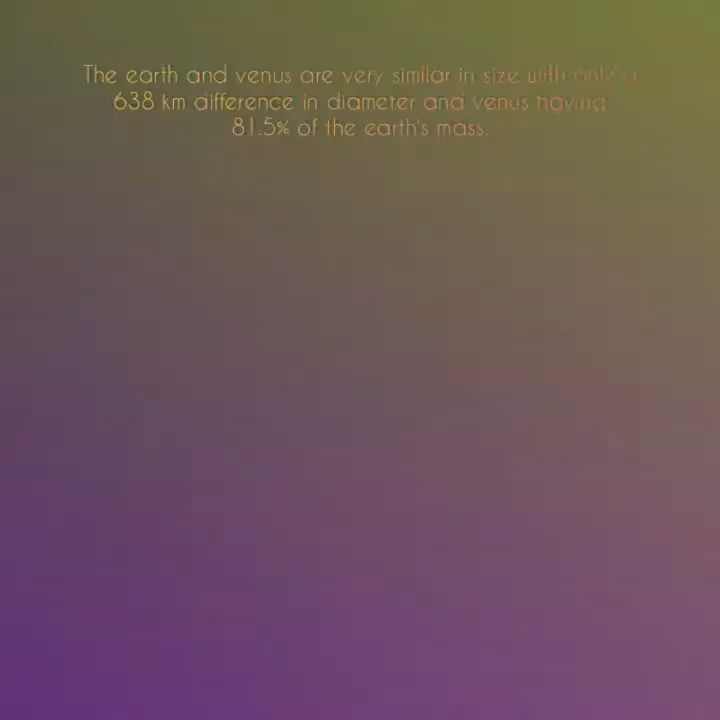 The earth and venus are very similar in size with only a
638 km difference in diameter and venus having
81.5% of the earth's mass.